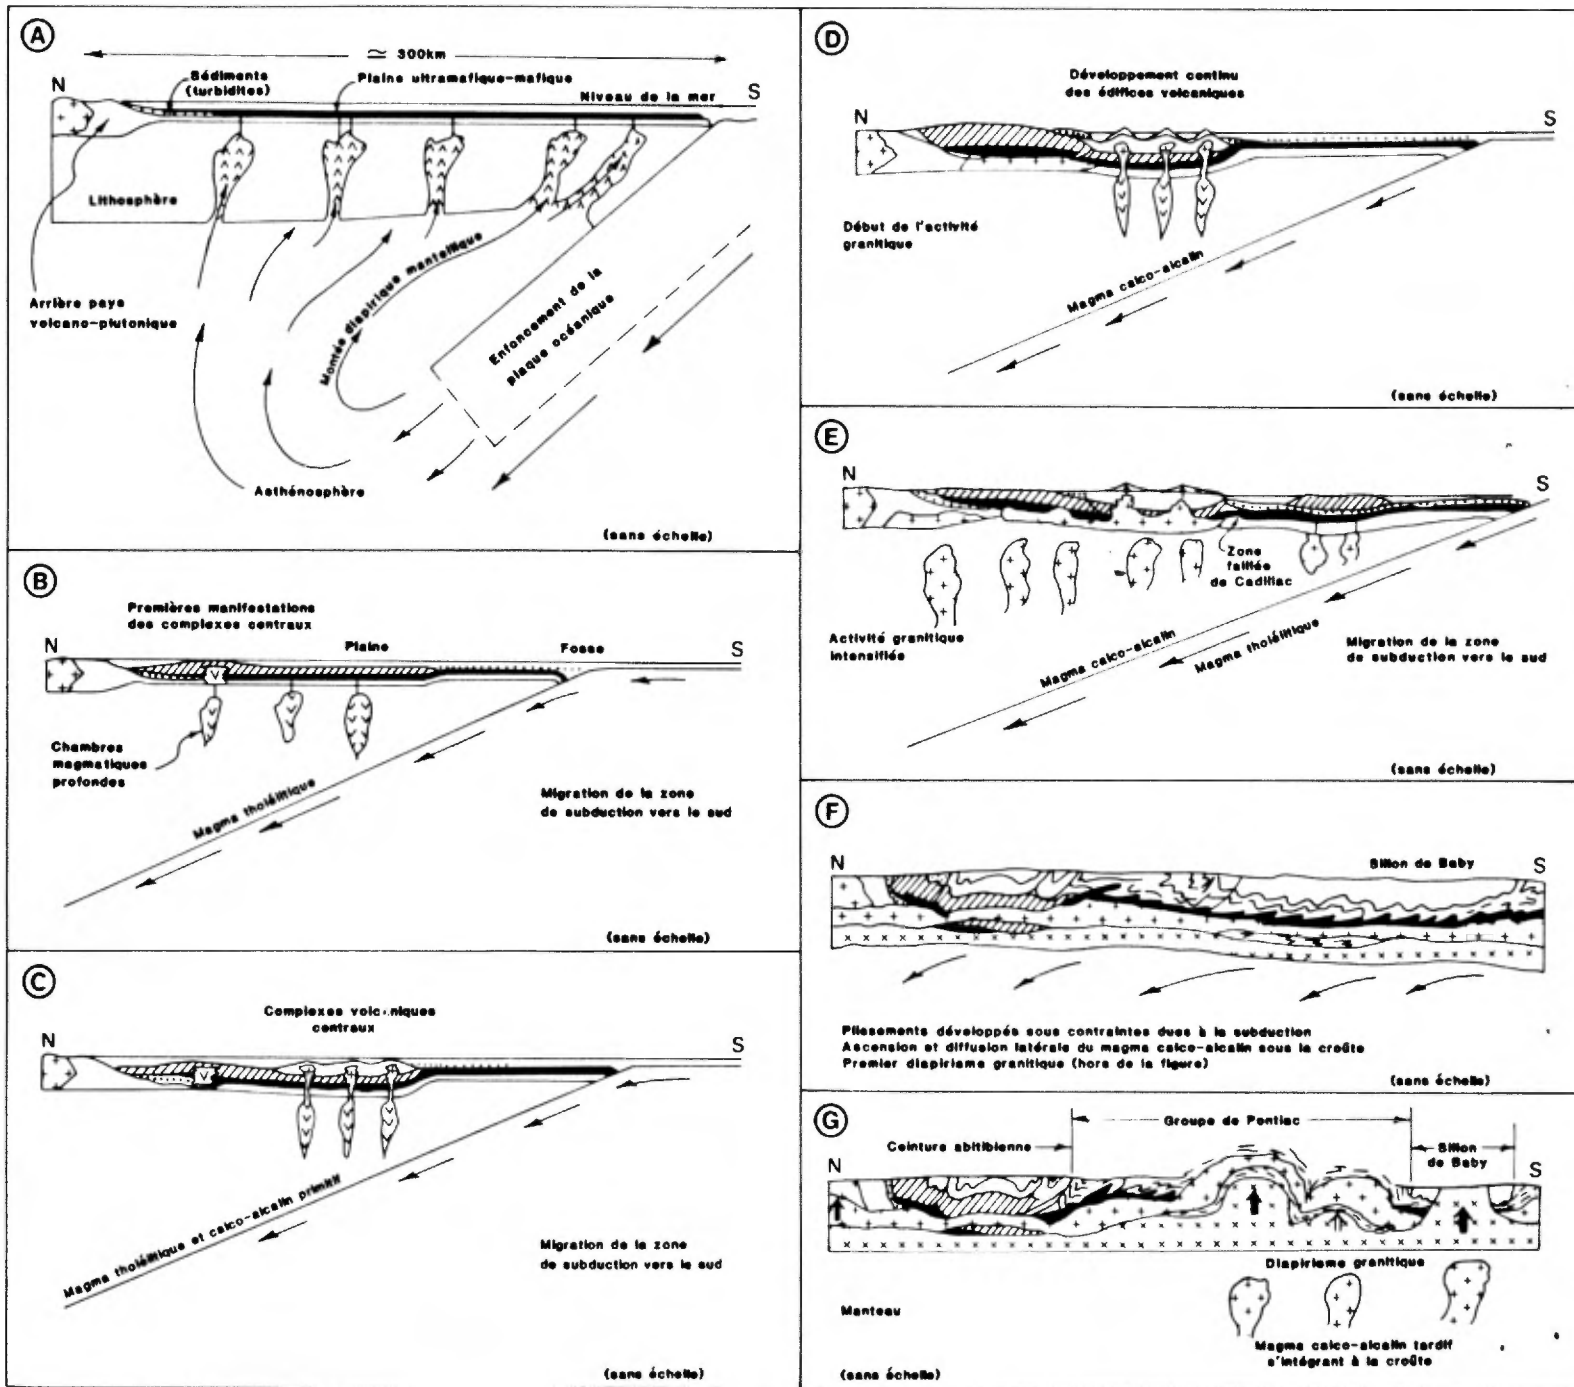 A
≃ 300km
N
Sédiments
(turbidites)
Plaine ultramafique-mafique
Niveau de la mer
S
Lithosphère
Arrière pays
volcano-plutonique
Montée diapirique mantellique
Enfoncement de la
plaque océanique
Asthénosphère
(sans échelle)
B
Premières manifestations
des complexes centraux
N
Plaine
Fosse
S
Chambres
magmatiques
profondes
Magma tholéiitique
Migration de la zone
de subduction vers le sud
(sans échelle)
C
Complexes volcaniques
centraux
N
S
Magma tholéiitique et calco-alcalin primitif
Migration de la zone
de subduction vers le sud
(sans échelle)
D
Développement continu
des édifices volcaniques
N
S
Début de l'activité
granitique
Magma calco-alcalin
(sans échelle)
E
N
S
Zone
faillée
de Cadillac
Activité granitique
intensifiée
Magma calco-alcalin
Magma tholéiitique
Migration de la zone
de subduction vers le sud
(sans échelle)
F
N
Sillon de Baby
S
Plissements développés sous contraintes dues à la subduction
Ascension et diffusion latérale du magma calco-alcalin sous la croûte
Premier diapirisme granitique (hors de la figure)
(sans échelle)
G
Groupe de Pontiac
Ceinture abitibienne
Sillon
de Baby
N
S
Diapirisme granitique
Manteau
Magma calco-alcalin tardif
s'intégrant à la croûte
(sans échelle)